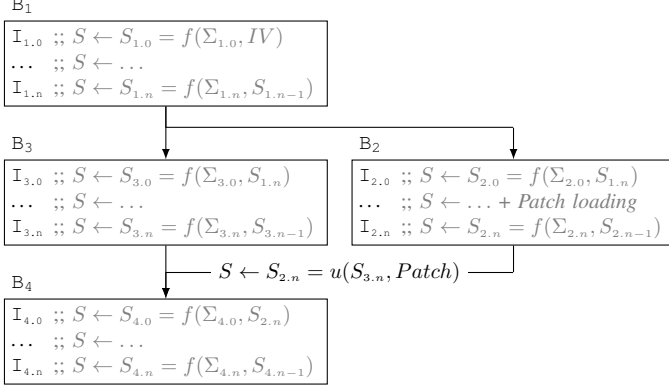 B₁
I₁.₀ ;; S ← S₁.₀ = f(Σ₁.₀, IV)
... ;; S ← …
I₁.ₙ ;; S ← S₁.ₙ = f(Σ₁.ₙ, S₁.ₙ₋₁)
B₃
I₃.₀ ;; S ← S₃.₀ = f(Σ₃.₀, S₁.ₙ)
... ;; S ← …
I₃.ₙ ;; S ← S₃.ₙ = f(Σ₃.ₙ, S₃.ₙ₋₁)
B₂
I₂.₀ ;; S ← S₂.₀ = f(Σ₂.₀, S₁.ₙ)
... ;; S ← … + Patch loading
I₂.ₙ ;; S ← S₂.ₙ = f(Σ₂.ₙ, S₂.ₙ₋₁)
S ← S₂.ₙ = u(S₃.ₙ, Patch)
B₄
I₄.₀ ;; S ← S₄.₀ = f(Σ₄.₀, S₂.ₙ)
... ;; S ← …
I₄.ₙ ;; S ← S₄.ₙ = f(Σ₄.ₙ, S₄.ₙ₋₁)